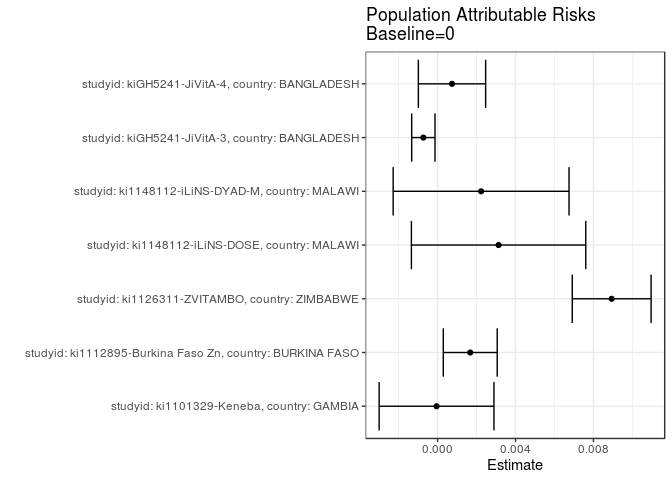 Population Attributable Risks
Baseline=0
studyid: kiGH5241-JiVitA-4, country: BANGLADESH
studyid: kiGH5241-JiVitA-3, country: BANGLADESH
studyid: ki1148112-iLiNS-DYAD-M, country: MALAWI
studyid: ki1148112-iLiNS-DOSE, country: MALAWI
studyid: ki1126311-ZVITAMBO, country: ZIMBABWE
studyid: ki1112895-Burkina Faso Zn, country: BURKINA FASO
studyid: ki1101329-Keneba, country: GAMBIA
0.000 0.004 0.008
Estimate